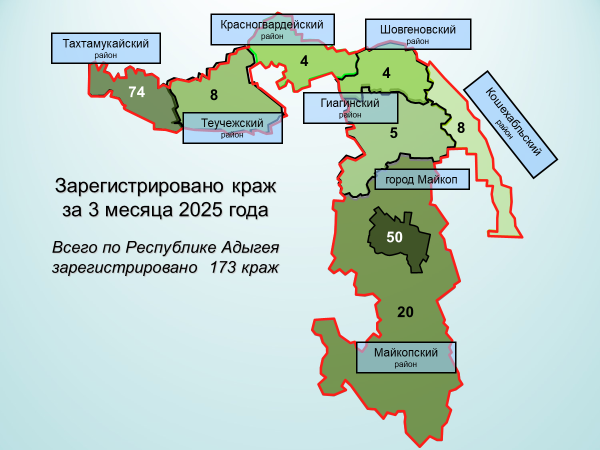 Красногвардейский
район
Шовгеновский
район
Тахтамукайский
район
4
4
74
8
Кошехабльский
район
Гиагинский
район
Теучежский
район
5
8
город Майкоп
Зарегистрировано краж
за 3 месяца 2025 года
50
Всего по Республике Адыгея
зарегистрировано 173 краж
20
Майкопский
район